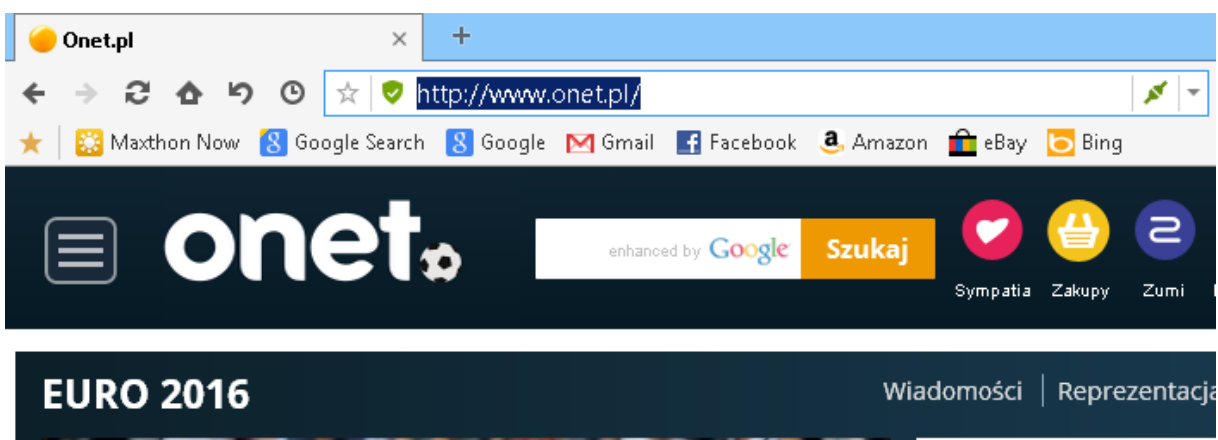 Onet.pl
http://www.onet.pl/
Maxthon Now Google Search Google Gmail Facebook Amazon eBay Bing
onet.
enhanced by Google Szukaj
Sympatia Zakupy Zumi
EURO 2016
Wiadomości Reprezentacja